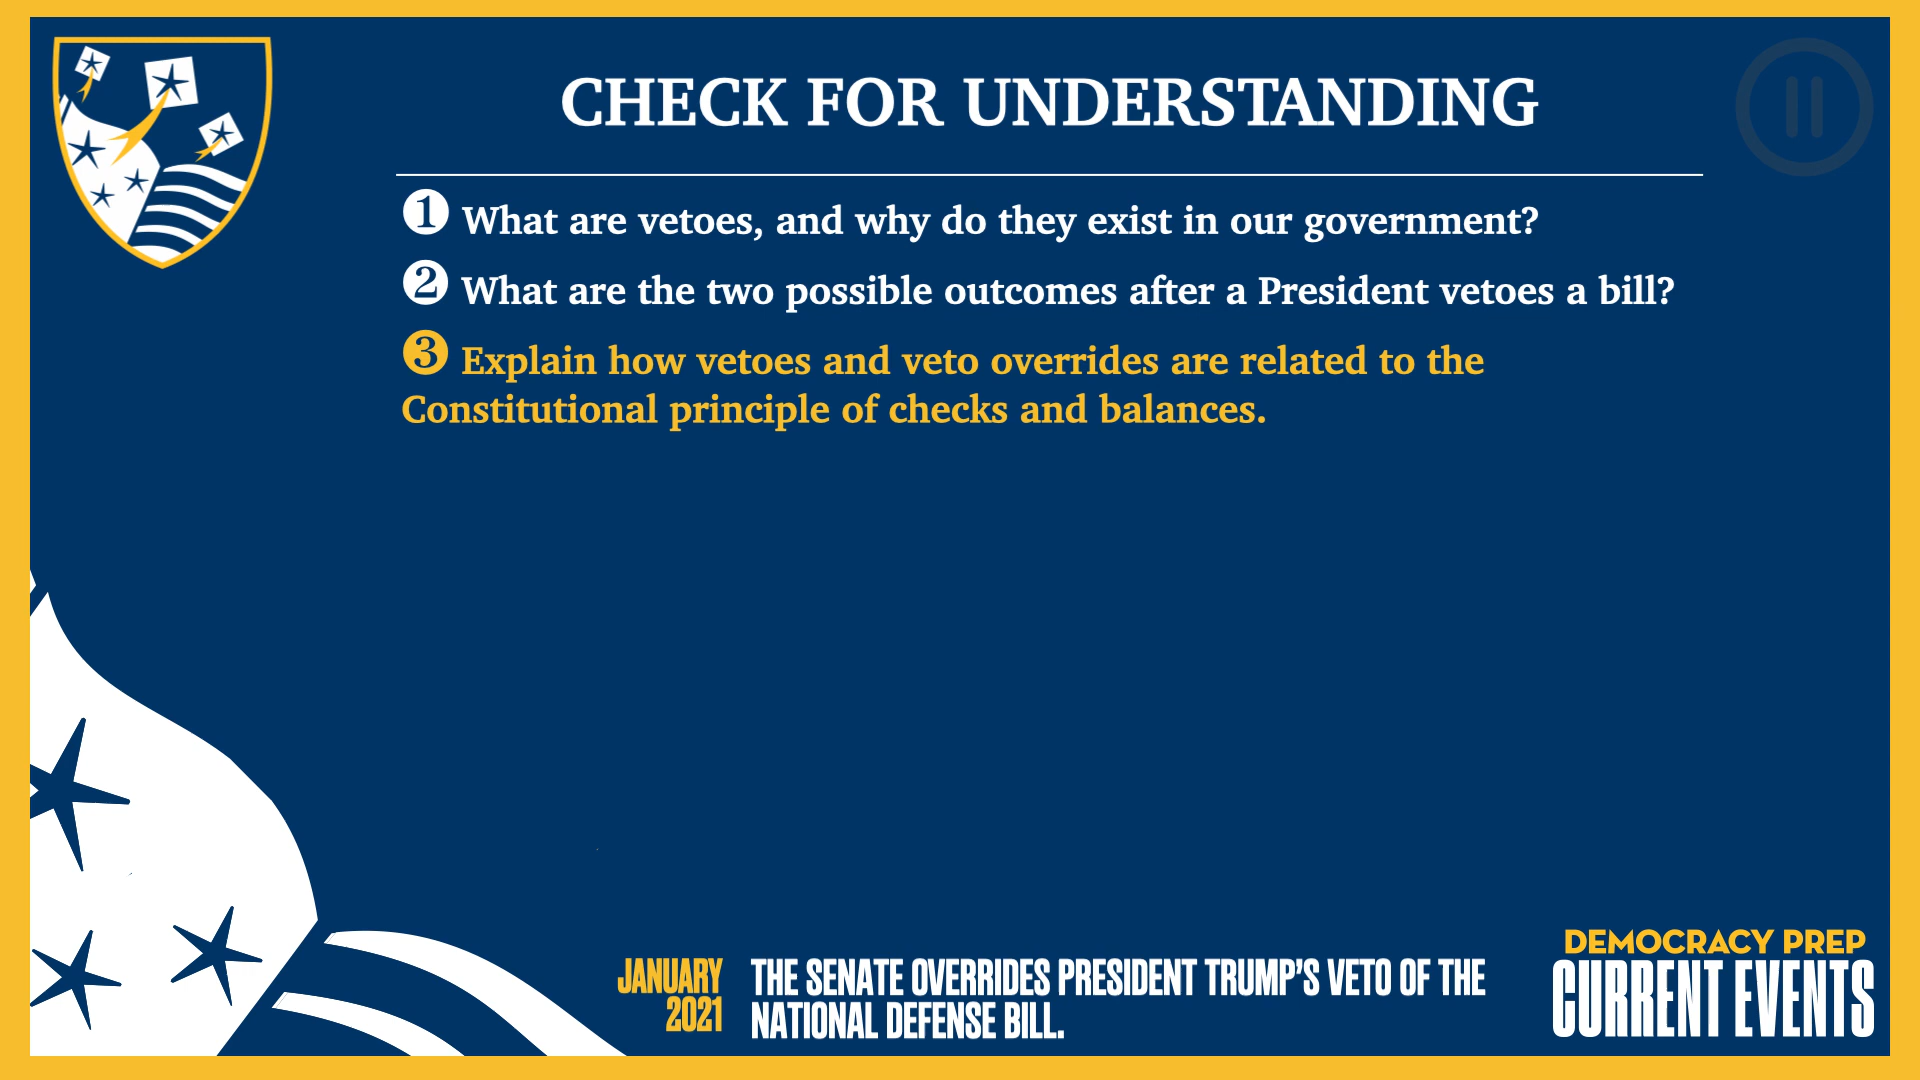 CHECK FOR UNDERSTANDING
❶ What are vetoes, and why do they exist in our government?
❷ What are the two possible outcomes after a President vetoes a bill?
❸ Explain how vetoes and veto overrides are related to the
Constitutional principle of checks and balances.
JANUARY
2021
THE SENATE OVERRIDES PRESIDENT TRUMP’S VETO OF THE
NATIONAL DEFENSE BILL.
DEMOCRACY PREP
CURRENT EVENTS